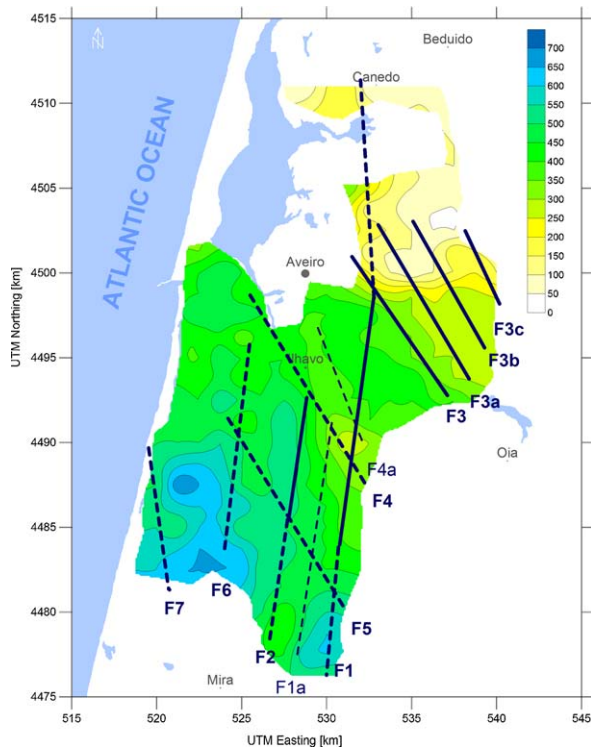 4515
4510
4505
4500
4495
4490
4485
4480
4475
UTM Northing [km]
N
Beduido
Canedo
ATLANTIC OCEAN
Aveiro
Ilhavo
Oia
Mira
F3c
F3b
F3a
F3
F4a
F4
F5
F6
F7
F2
F1
F1a
700
650
600
550
500
450
400
350
300
250
200
150
100
50
0
515
520
525
530
535
540
545
UTM Easting [km]